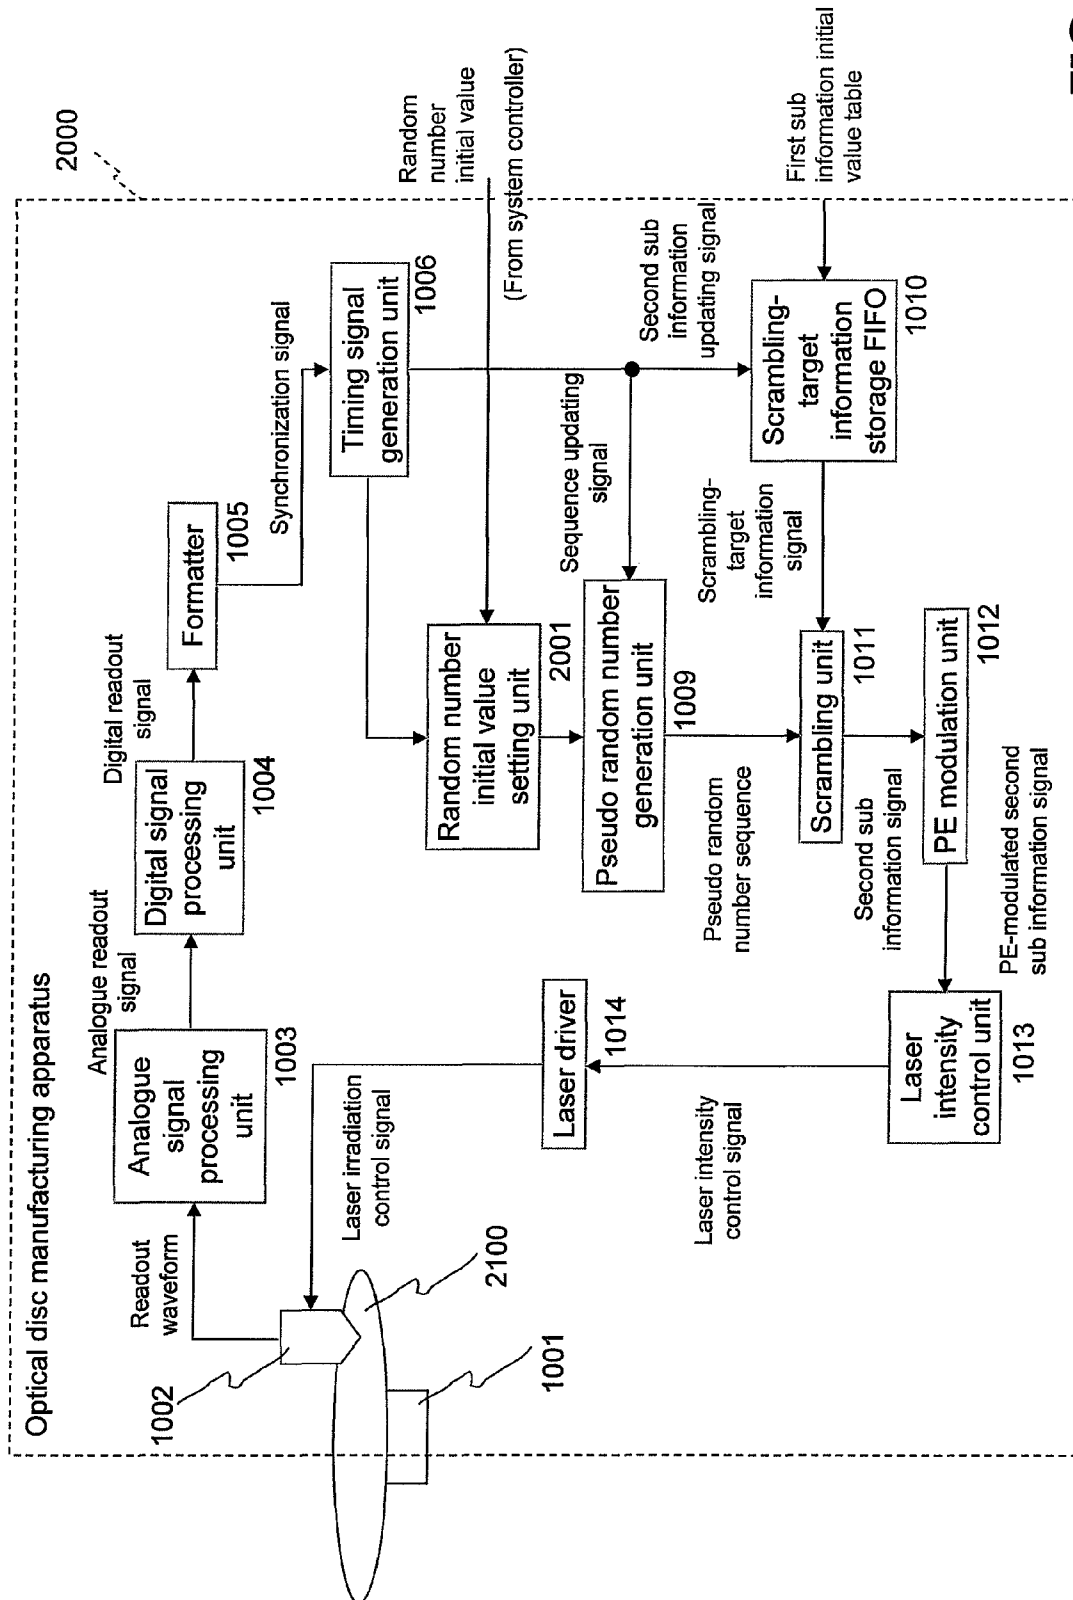 Optical disc manufacturing apparatus
2000
Readout
waveform
1002
Analogue
signal
processing
unit
1003
Analogue readout
signal
Digital signal
processing
unit
1004
Digital readout
signal
Formatter
1005
Synchronization signal
Timing signal
generation unit
1006
Random
number
initial value
(From system controller)
Random number
initial value
setting unit
2001
Sequence updating
signal
Second sub
information
updating signal
First sub
information initial
value table
Pseudo random number
generation unit
1009
Scrambling-
target
information
storage FIFO
1010
Scrambling-
target
information
signal
Pseudo random
number sequence
Scrambling unit
1011
Second sub
information signal
PE modulation unit
1012
PE-modulated second
sub information signal
Laser
intensity
control unit
1013
Laser intensity
control signal
Laser driver
1014
Laser irradiation
control signal
2100
1001